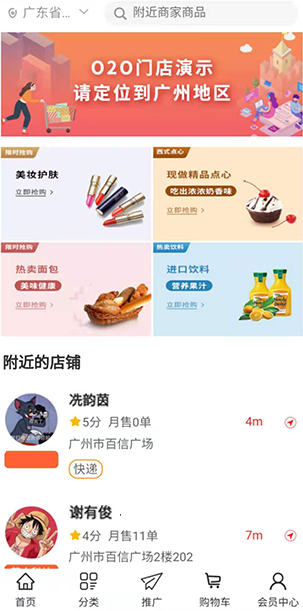 广东省...
附近商家商品
O2O门店演示
请定位到广州地区
限时抢购
美妆护肤
立即抢购 >
西式点心
现做精品点心
吃出浓浓奶香味
立即抢购 >
限时抢购
热卖面包
美味健康
立即抢购 >
热卖饮料
进口饮料
营养果汁
立即抢购 >
附近的店铺
冼韵茵
5分 月售0单
4m
广州市百信广场
快递
谢有俊
5分 月售11单
7m
广州市百信广场2楼202
首页
分类
推广
购物车
会员中心